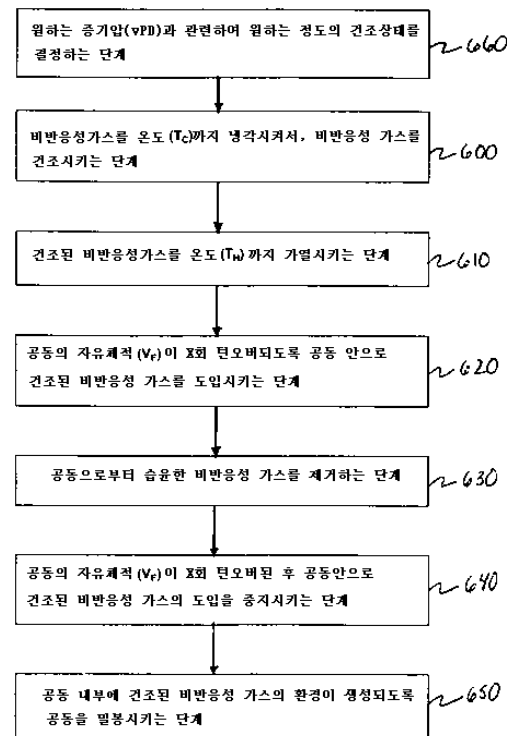 원하는 증기압(vPD)과 관련하여 원하는 정도의 건조상태를
결정하는 단계
660
비반응성가스를 온도(TC)까지 냉각시켜서, 비반응성 가스를
건조시키는 단계
600
건조된 비반응성가스를 온도(TH)까지 가열시키는 단계
610
공동의 자유체적(VF)이 X회 턴오버되도록 공동 안으로
건조된 비반응성 가스를 도입시키는 단계
620
공동으로부터 습윤한 비반응성 가스를 제거하는 단계
630
공동의 자유체적(VF)이 X회 턴오버된 후 공동안으로
건조된 비반응성 가스의 도입을 중지시키는 단계
640
공동 내부에 건조된 비반응성 가스의 환경이 생성되도록
공동을 밀봉시키는 단계
650